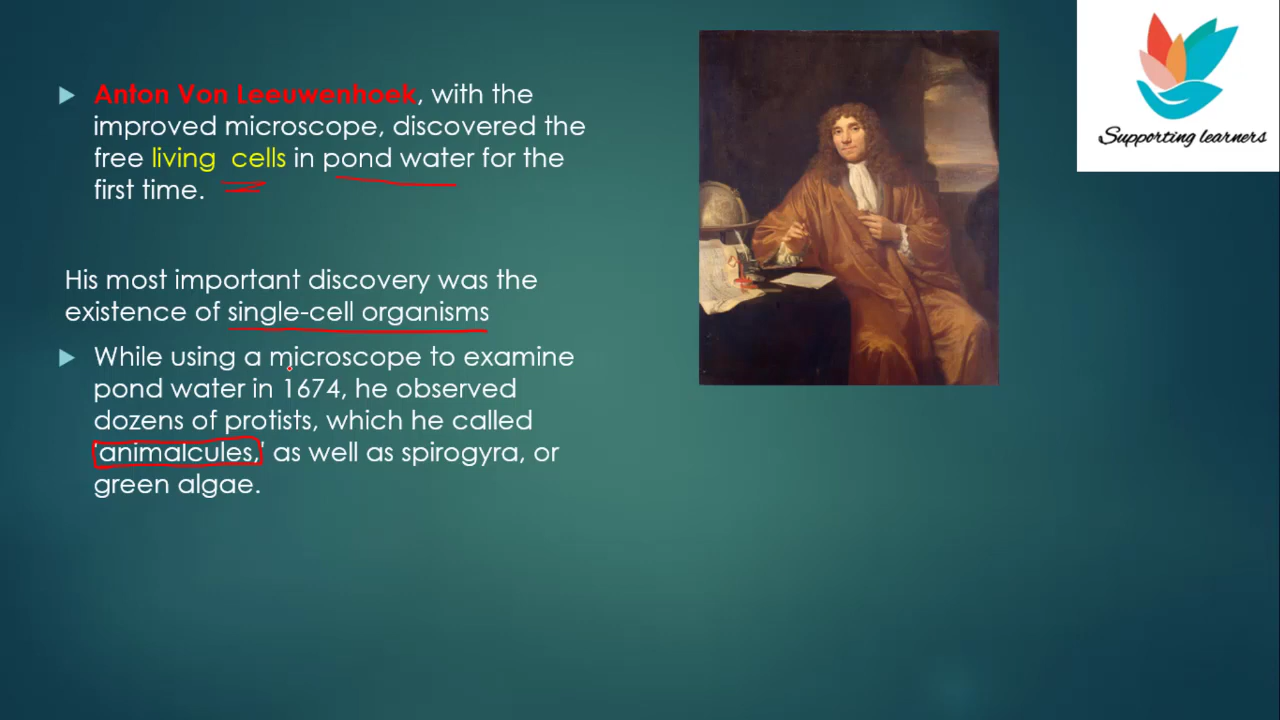 Anton Von Leeuwenhoek, with the
improved microscope, discovered the
free living cells in pond water for the
first time.
His most important discovery was the
existence of single-cell organisms
While using a microscope to examine
pond water in 1674, he observed
dozens of protists, which he called
'animalcules,' as well as spirogyra, or
green algae.
Supporting learners